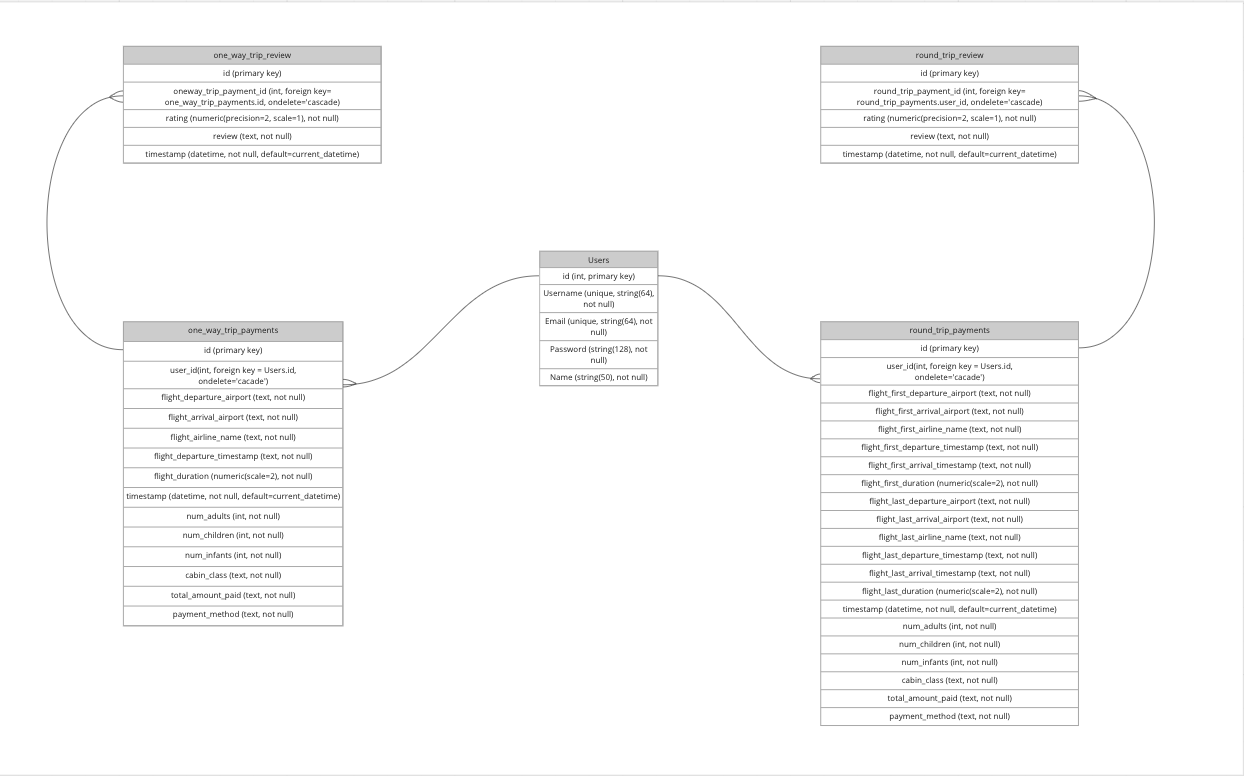 one_way_trip_review
id (primary key)
oneway_trip_payment_id (int, foreign key=
one_way_trip_payments.id, ondelete='cascade)
rating (numeric(precision=2, scale=1), not null)
review (text, not null)
timestamp (datetime, not null, default=current_datetime)
round_trip_review
id (primary key)
round_trip_payment_id (int, foreign key=
round_trip_payments.user_id, ondelete='cascade)
rating (numeric(precision=2, scale=1), not null)
review (text, not null)
timestamp (datetime, not null, default=current_datetime)
Users
id (int, primary key)
Username (unique, string(64),
not null)
Email (unique, string(64), not
null)
Password (string(128), not
null)
Name (string(50), not null)
one_way_trip_payments
id (primary key)
user_id(int, foreign key = Users.id,
ondelete='cacade')
flight_departure_airport (text, not null)
flight_arrival_airport (text, not null)
flight_airline_name (text, not null)
flight_departure_timestamp (text, not null)
flight_duration (numeric(scale=2), not null)
timestamp (datetime, not null, default=current_datetime)
num_adults (int, not null)
num_children (int, not null)
num_infants (int, not null)
cabin_class (text, not null)
total_amount_paid (text, not null)
payment_method (text, not null)
round_trip_payments
id (primary key)
user_id(int, foreign key = Users.id,
ondelete='cacade')
flight_first_departure_airport (text, not null)
flight_first_arrival_airport (text, not null)
flight_first_airline_name (text, not null)
flight_first_departure_timestamp (text, not null)
flight_first_arrival_timestamp (text, not null)
flight_first_duration (numeric(scale=2), not null)
flight_last_departure_airport (text, not null)
flight_last_arrival_airport (text, not null)
flight_last_airline_name (text, not null)
flight_last_departure_timestamp (text, not null)
flight_last_arrival_timestamp (text, not null)
flight_last_duration (numeric(scale=2), not null)
timestamp (datetime, not null, default=current_datetime)
num_adults (int, not null)
num_children (int, not null)
num_infants (int, not null)
cabin_class (text, not null)
total_amount_paid (text, not null)
payment_method (text, not null)